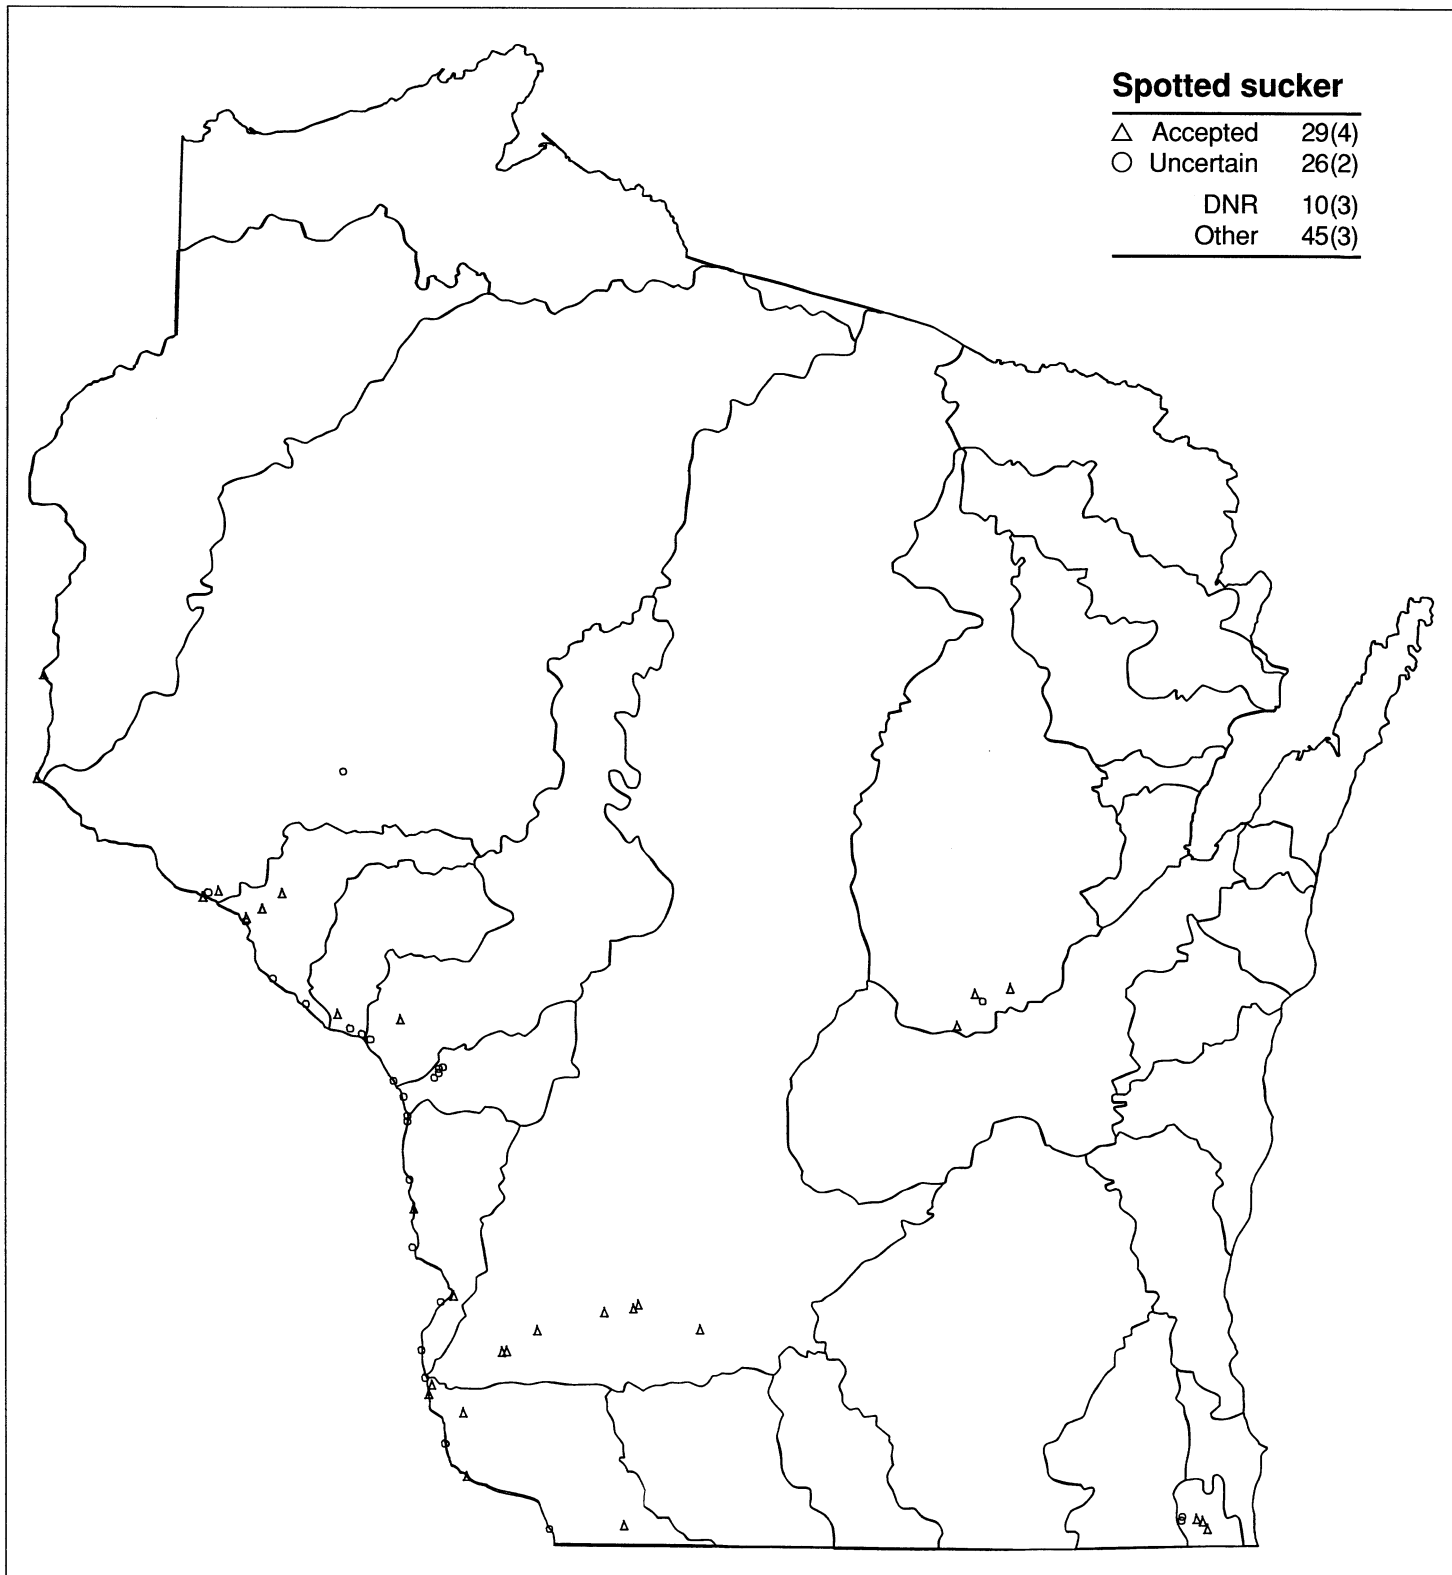 Spotted sucker
△ Accepted 29(4)
○ Uncertain 26(2)
DNR 10(3)
Other 45(3)